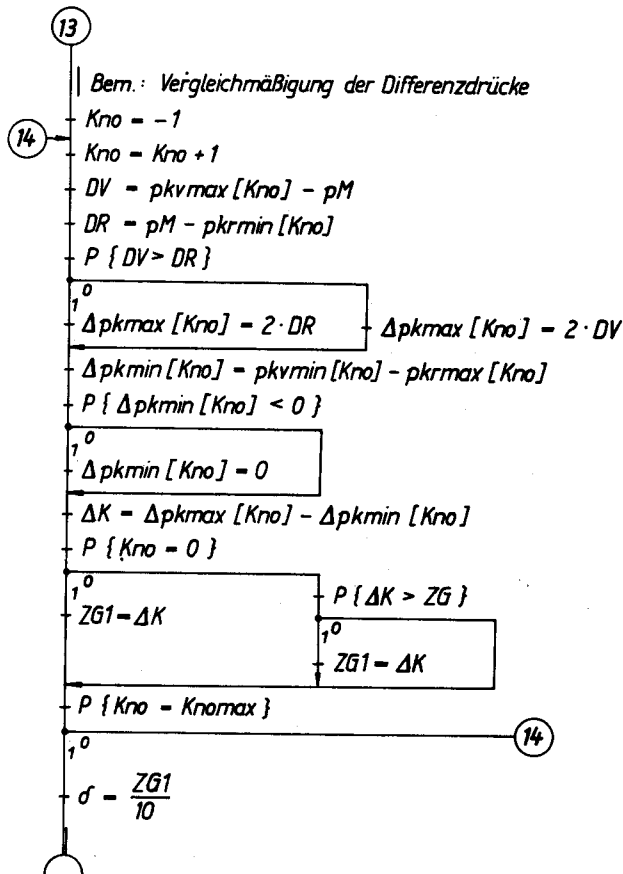 13
Bem.: Vergleichmäßigung der Differenzdrücke
Kno = -1
14
Kno = Kno + 1
DV = pkvmax [Kno] - pM
DR = pM - pkrmin [Kno]
P { DV > DR }
1 0
Δpkmax [Kno] = 2 · DR Δpkmax [Kno] = 2 · DV
Δpkmin [Kno] = pkvmin [Kno] - pkrmax [Kno]
P { Δpkmin [Kno] < 0 }
1 0
Δpkmin [Kno] = 0
ΔK = Δpkmax [Kno] - Δpkmin [Kno]
P { Kno = 0 }
1 0 P { ΔK > ZG }
ZG1 = ΔK 1 0
ZG1 = ΔK
P { Kno = Knomax }
1 0 14
δ = ZG1
10